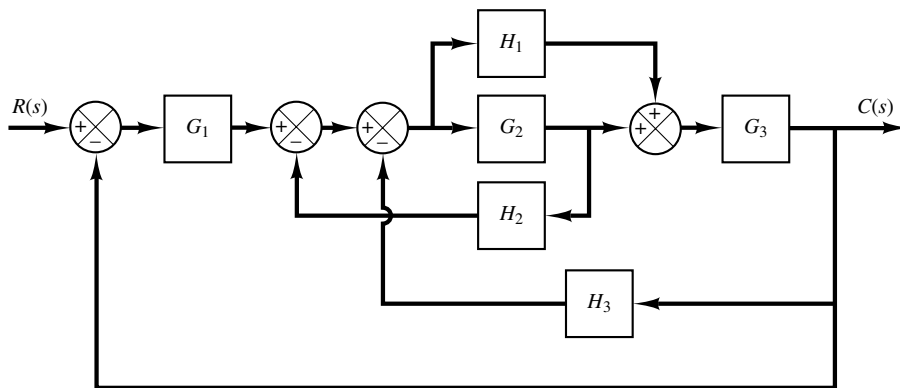 H1
R(s)
C(s)
G1
G2
G3
H2
H3
+
−
+
−
+
−
+
+